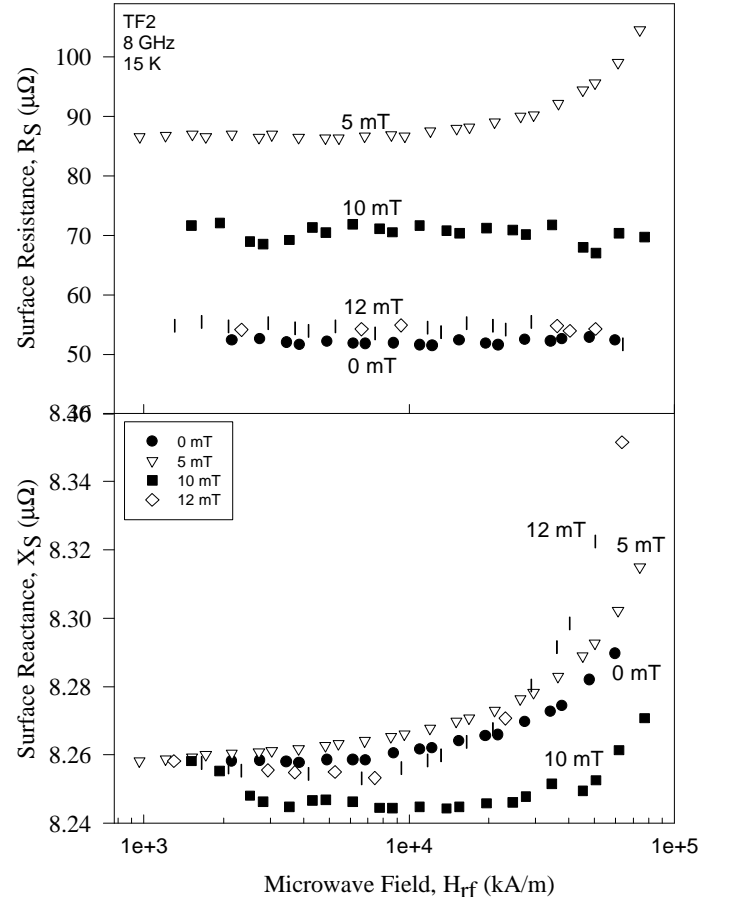 TF2
8 GHz
15 K
100
90
80
70
60
50
40
Surface Resistance, RS (μΩ)
5 mT
10 mT
12 mT
0 mT
8.36
8.34
8.32
8.30
8.28
8.26
8.24
Surface Reactance, XS (μΩ)
0 mT
5 mT
10 mT
12 mT
12 mT
5 mT
0 mT
10 mT
1e+3
1e+4
1e+5
Microwave Field, Hrf (kA/m)